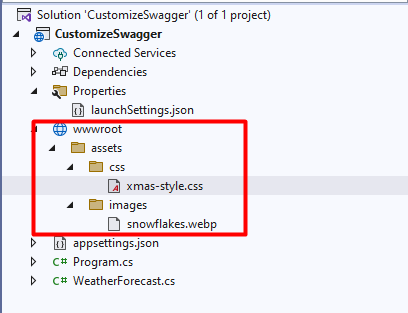 Solution 'CustomizeSwagger' (1 of 1 project)
CustomizeSwagger
Connected Services
Dependencies
Properties
launchSettings.json
wwwroot
assets
css
xmas-style.css
images
snowflakes.webp
appsettings.json
C# Program.cs
C# WeatherForecast.cs